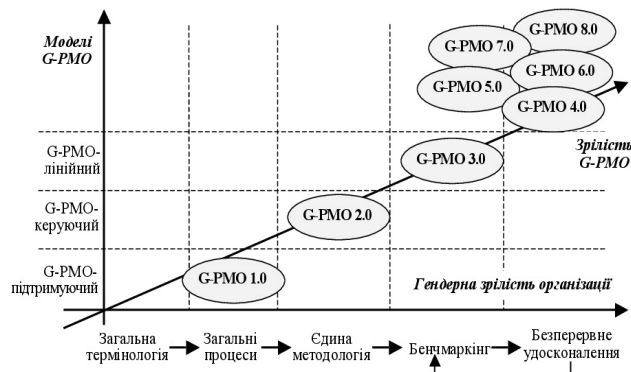 Моделі
G-PMO
G-PMO 8.0
G-PMO 7.0
G-PMO 6.0
G-PMO 5.0
G-PMO 4.0
Зрілість
G-PMO
G-PMO-
лінійний
G-PMO 3.0
G-PMO-
керуючий
G-PMO 2.0
G-PMO-
підтримуючий
G-PMO 1.0
Гендерна зрілість організації
Загальна
термінологія
Загальні
процеси
Єдина
методологія
Бенчмаркінг
Безперервне
удосконалення